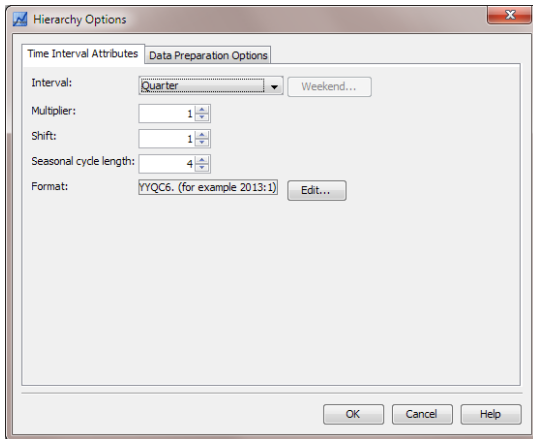 Hierarchy Options
Time Interval Attributes Data Preparation Options
Interval: Quarter Weekend...
Multiplier: 1
Shift: 1
Seasonal cycle length: 4
Format: YYQC6. (for example 2013:1) Edit...
OK Cancel Help